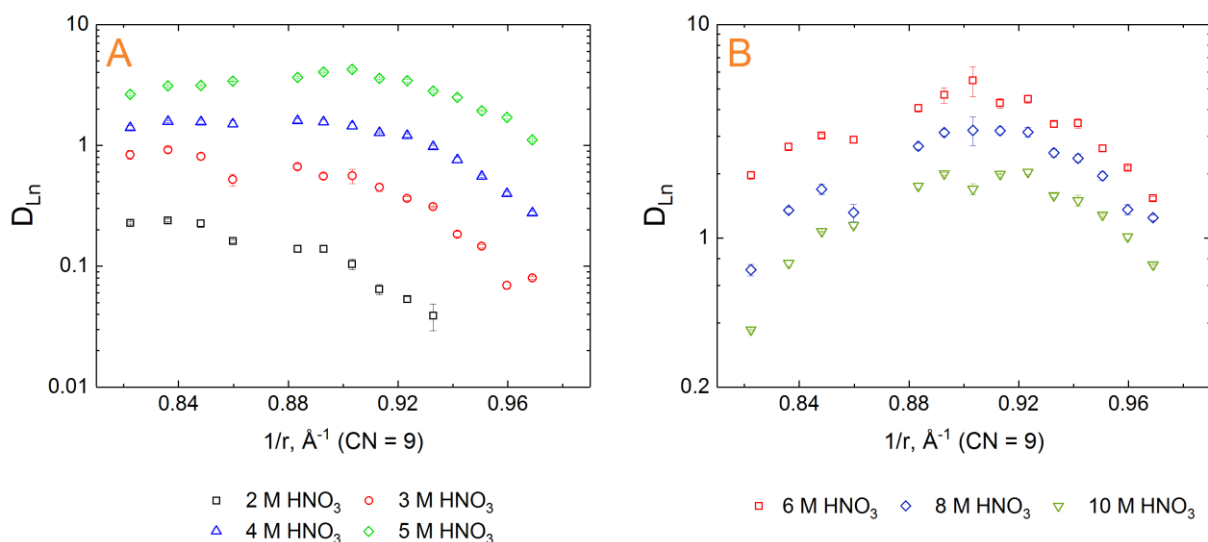 A
10
1
0.1
0.01
D_Ln
0.84 0.88 0.92 0.96
1/r, Å⁻¹ (CN = 9)
2 M HNO₃ 3 M HNO₃
4 M HNO₃ 5 M HNO₃
B
10
1
0.2
D_Ln
0.84 0.88 0.92 0.96
1/r, Å⁻¹ (CN = 9)
6 M HNO₃ 8 M HNO₃ 10 M HNO₃